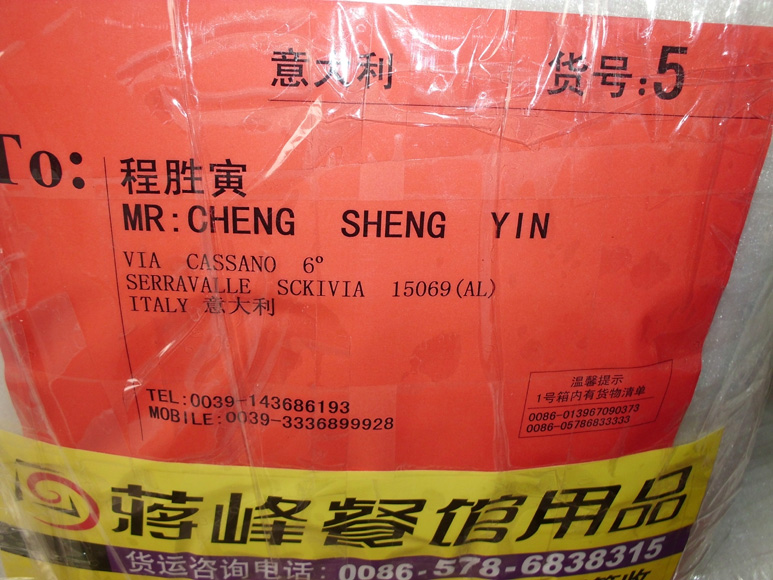 意大利 货号:5
To: 程胜寅
MR:CHENG SHENG YIN
VIA CASSANO 6º
SERRAVALLE SCKIVIA 15069(AL)
ITALY 意大利
TEL:0039-143686193
MOBILE:0039-3336899928
温馨提示
1号箱内有货物清单
0086-013967090373
0086-05786833333
蒋峰餐馆用品
货运咨询电话: 0086-578-6838315